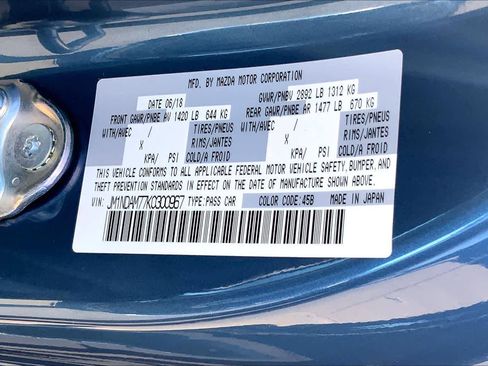 MFD. BY MAZDA MOTOR CORPORATION
DATE 06/18 GVWR/PNBV 2892 LB 1312 KG
FRONT GAWR/PNBE AV 1420 LB 644 KG REAR GAWR/PNBE AR 1477 LB 670 KG
WITH/AVEC / TIRES/PNEUS WITH/AVEC / TIRES/PNEUS
X RIMS/JANTES X RIMS/JANTES
KPA/ PSI COLD/A FROID KPA/ PSI COLD/A FROID
THIS VEHICLE CONFORMS TO ALL APPLICABLE FEDERAL MOTOR VEHICLE SAFETY, BUMPER, AND
THEFT PREVENTION STANDARDS IN EFFECT ON THE DATE OF MANUFACTURE SHOWN ABOVE.
VIN: JM1NDAM77K0300967 TYPE:PASS CAR COLOR CODE:45B MADE IN JAPAN